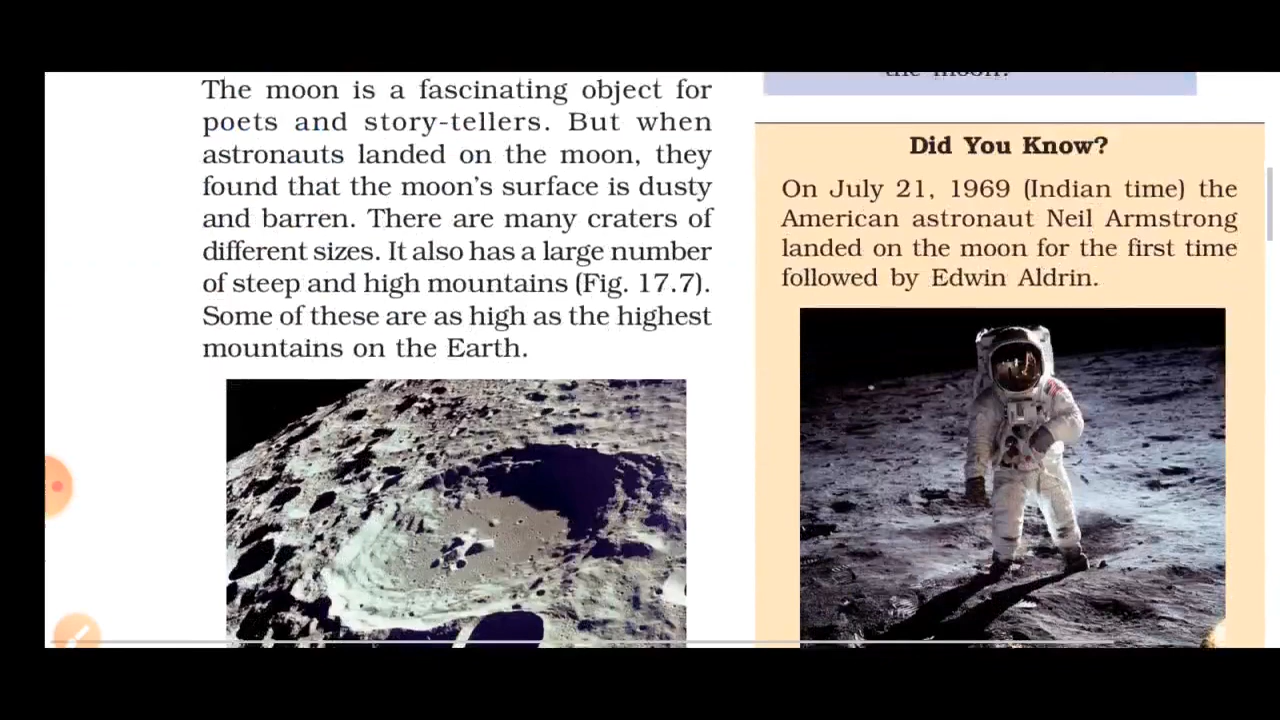 The moon is a fascinating object for
poets and story-tellers. But when
astronauts landed on the moon, they
found that the moon's surface is dusty
and barren. There are many craters of
different sizes. It also has a large number
of steep and high mountains (Fig. 17.7).
Some of these are as high as the highest
mountains on the Earth.
the moon?
Did You Know?
On July 21, 1969 (Indian time) the
American astronaut Neil Armstrong
landed on the moon for the first time
followed by Edwin Aldrin.